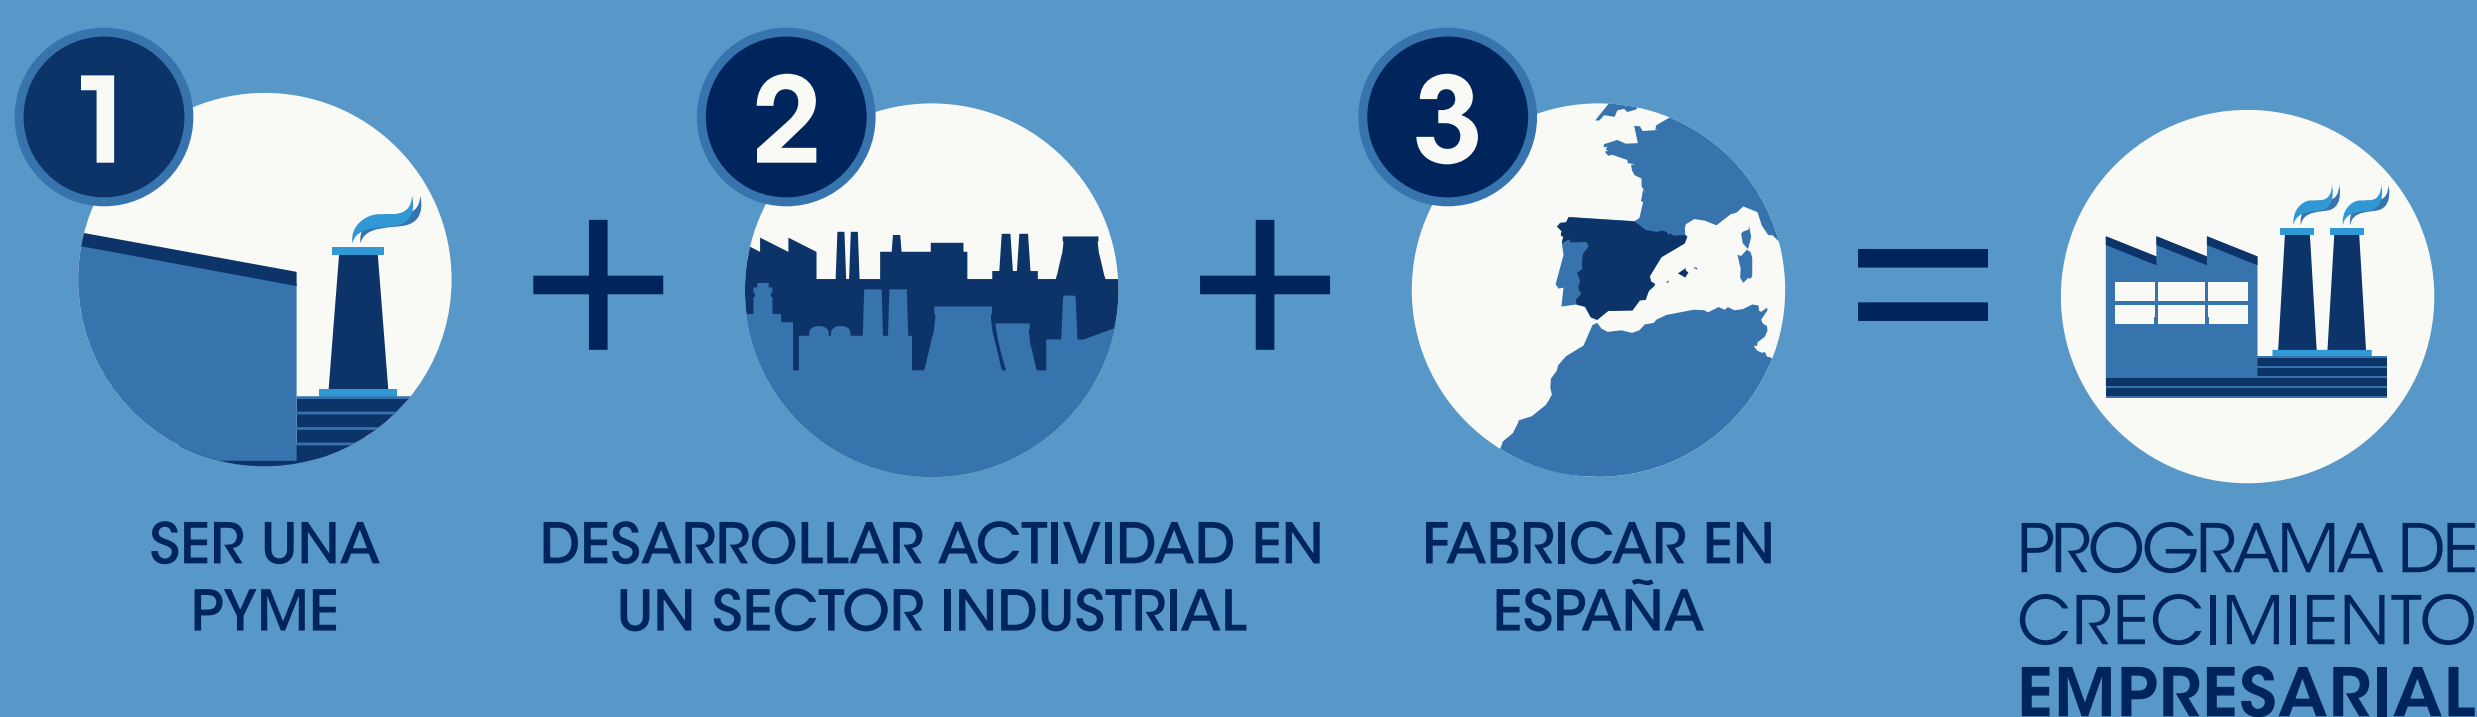 1
SER UNA
PYME
2
DESARROLLAR ACTIVIDAD EN
UN SECTOR INDUSTRIAL
3
FABRICAR EN
ESPAÑA
PROGRAMA DE
CRECIMIENTO
EMPRESARIAL